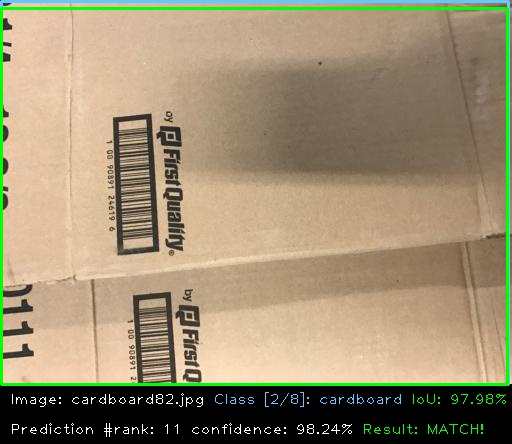 by
First Quality®
1 00 90891 24619 6
by
First Q
1 00 90891 2
0111
Image: cardboard82.jpg Class [2/8]: cardboard IoU: 97.98%
Prediction #rank: 11 confidence: 98.24% Result: MATCH!